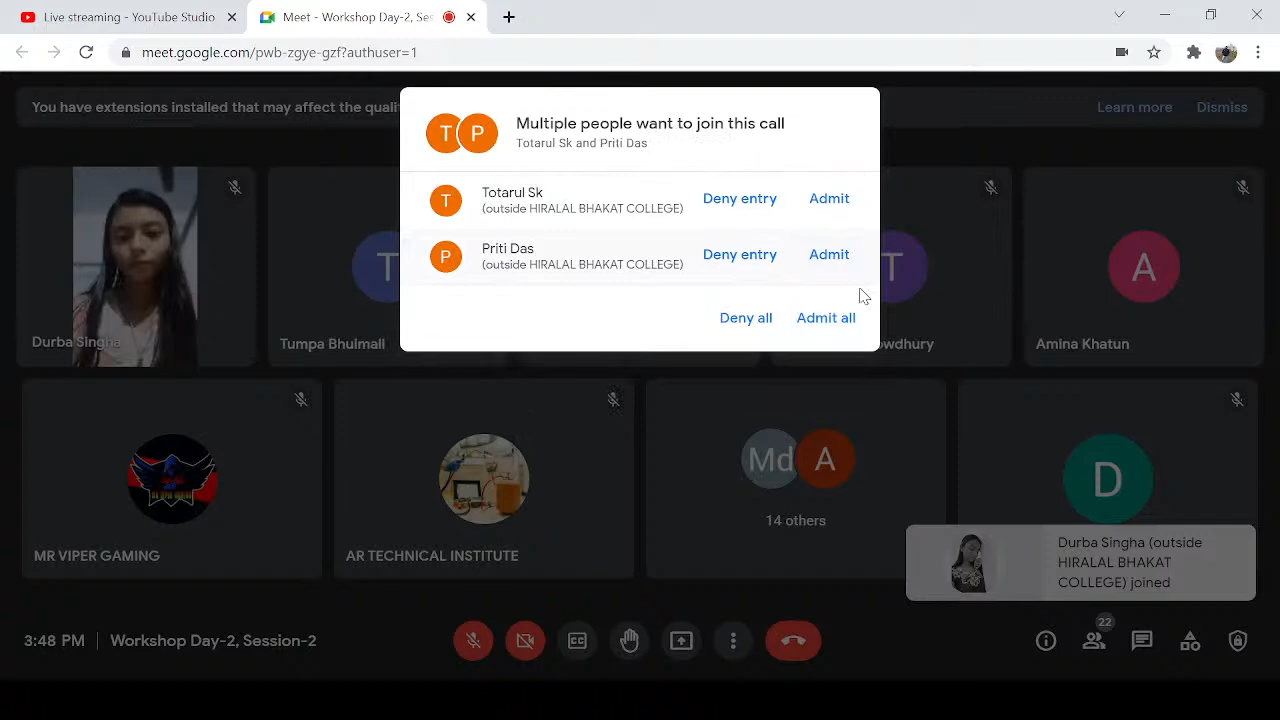 Live streaming - YouTube Studio
Meet - Workshop Day-2, Ses
meet.google.com/pwb-zgye-gzf?authuser=1
You have extensions installed that may affect the quali
Learn more
Dismiss
T P
Multiple people want to join this call
Totarul Sk and Priti Das
T
Totarul Sk
(outside HIRALAL BHAKAT COLLEGE)
Deny entry
Admit
P
Priti Das
(outside HIRALAL BHAKAT COLLEGE)
Deny entry
Admit
Deny all
Admit all
Durba Singha
T
Tumpa Bhuimali
T
wdhury
A
Amina Khatun
MR VIPER GAMING
AR TECHNICAL INSTITUTE
Md A
14 others
D
Durba Singha (outside
HIRALAL BHAKAT
COLLEGE) joined
3:48 PM
Workshop Day-2, Session-2
CC
22